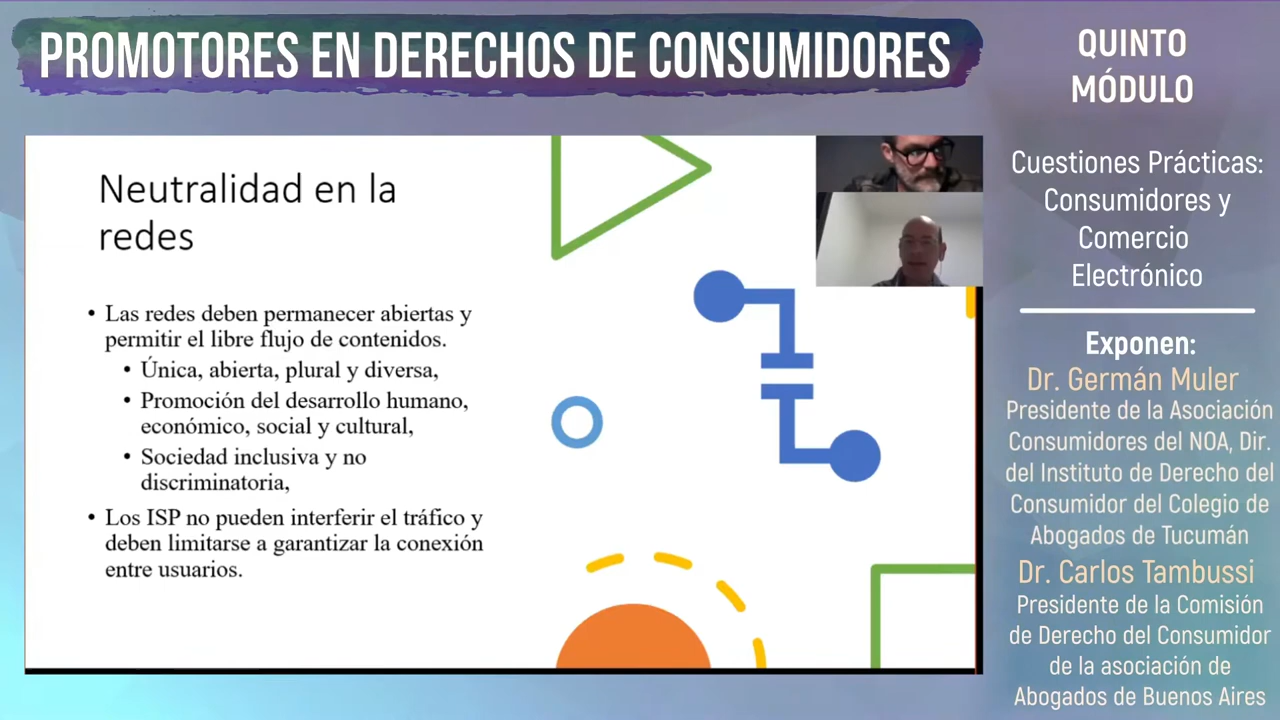 PROMOTORES EN DERECHOS DE CONSUMIDORES
Neutralidad en la
redes
• Las redes deben permanecer abiertas y
permitir el libre flujo de contenidos.
• Única, abierta, plural y diversa,
• Promoción del desarrollo humano,
económico, social y cultural,
• Sociedad inclusiva y no
discriminatoria,
• Los ISP no pueden interferir el tráfico y
deben limitarse a garantizar la conexión
entre usuarios.
QUINTO
MÓDULO
Cuestiones Prácticas:
Consumidores y
Comercio
Electrónico
Exponen:
Dr. Germán Muler
Presidente de la Asociación
Consumidores del NOA, Dir.
del Instituto de Derecho del
Consumidor del Colegio de
Abogados de Tucumán
Dr. Carlos Tambussi
Presidente de la Comisión
de Derecho del Consumidor
de la asociación de
Abogados de Buenos Aires